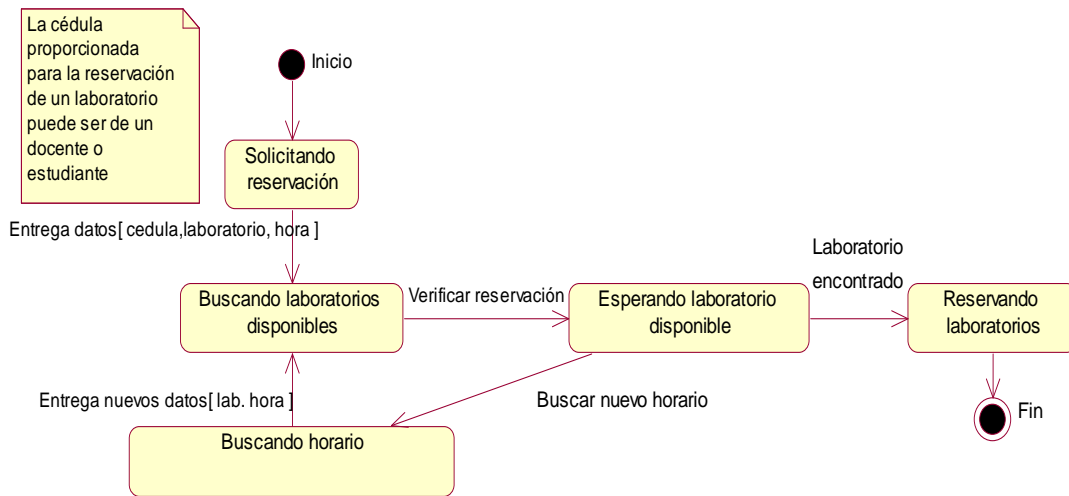 La cédula
proporcionada
para la reservación
de un laboratorio
puede ser de un
docente o
estudiante
Inicio
Solicitando
reservación
Entrega datos[ cedula,laboratorio, hora ]
Buscando laboratorios
disponibles
Verificar reservación
Esperando laboratorio
disponible
Laboratorio
encontrado
Reservando
laboratorios
Entrega nuevos datos[ lab. hora ]
Buscar nuevo horario
Buscando horario
Fin